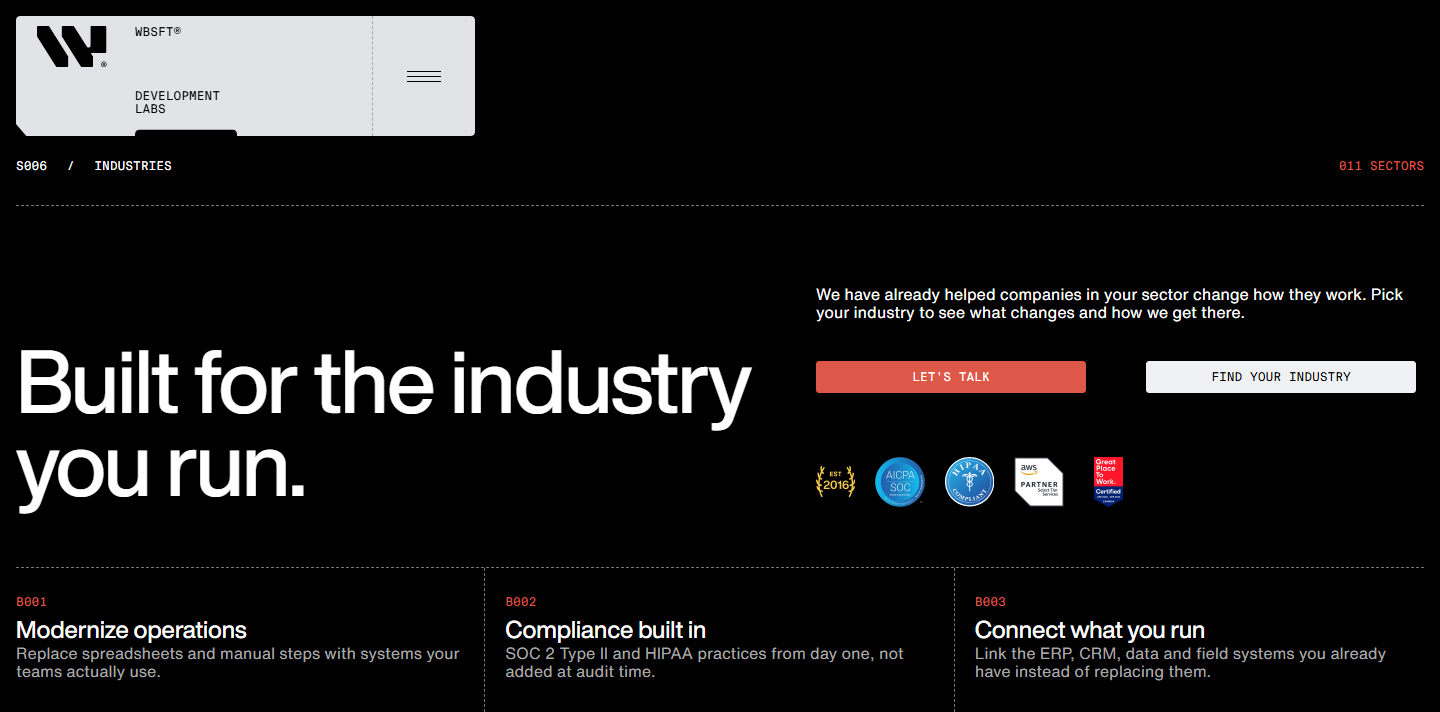 WBSFT®
DEVELOPMENT
LABS
S006 / INDUSTRIES
011 SECTORS
We have already helped companies in your sector change how they work. Pick
your industry to see what changes and how we get there.
Built for the industry
you run.
LET'S TALK
FIND YOUR INDUSTRY
EST
2016
AICPA
SOC
HIPAA
COMPLIANT
aws
PARTNER
Select Tier
Services
Great
Place
To
Work.
Certified
B001
Modernize operations
Replace spreadsheets and manual steps with systems your
teams actually use.
B002
Compliance built in
SOC 2 Type II and HIPAA practices from day one, not
added at audit time.
B003
Connect what you run
Link the ERP, CRM, data and field systems you already
have instead of replacing them.